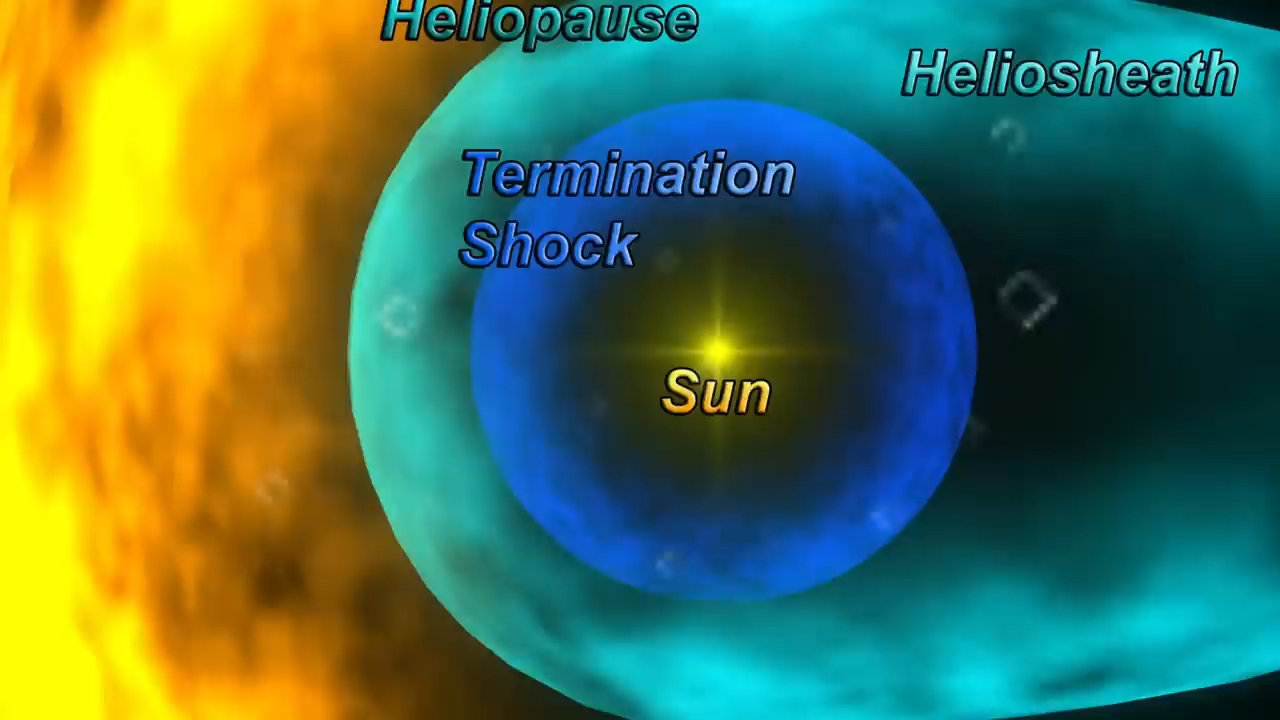 Heliopause
Heliosheath
Termination
Shock
Sun